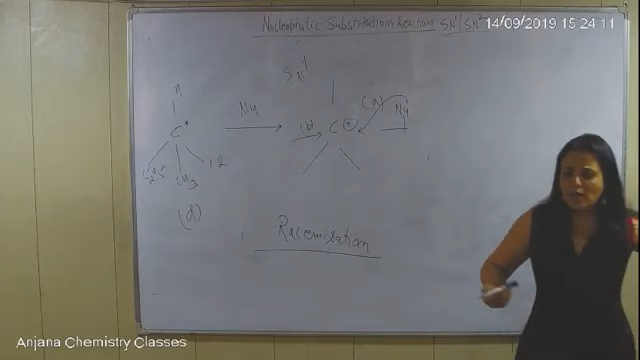 Nucleophilic Substitution Reaction SN1/SN2
14/09/2019 15:24:11
SN1
H
Nu
(a)
Nu
C*
(b)
C +
C2H5
CH3
Cl
(d)
Racemisation
Anjana Chemistry Classes